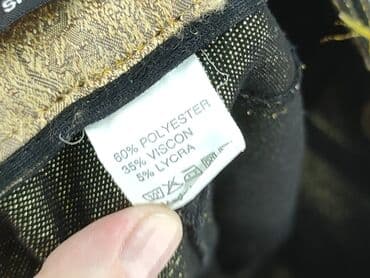 60% POLYESTER
35% VISCON
5% LYCRA